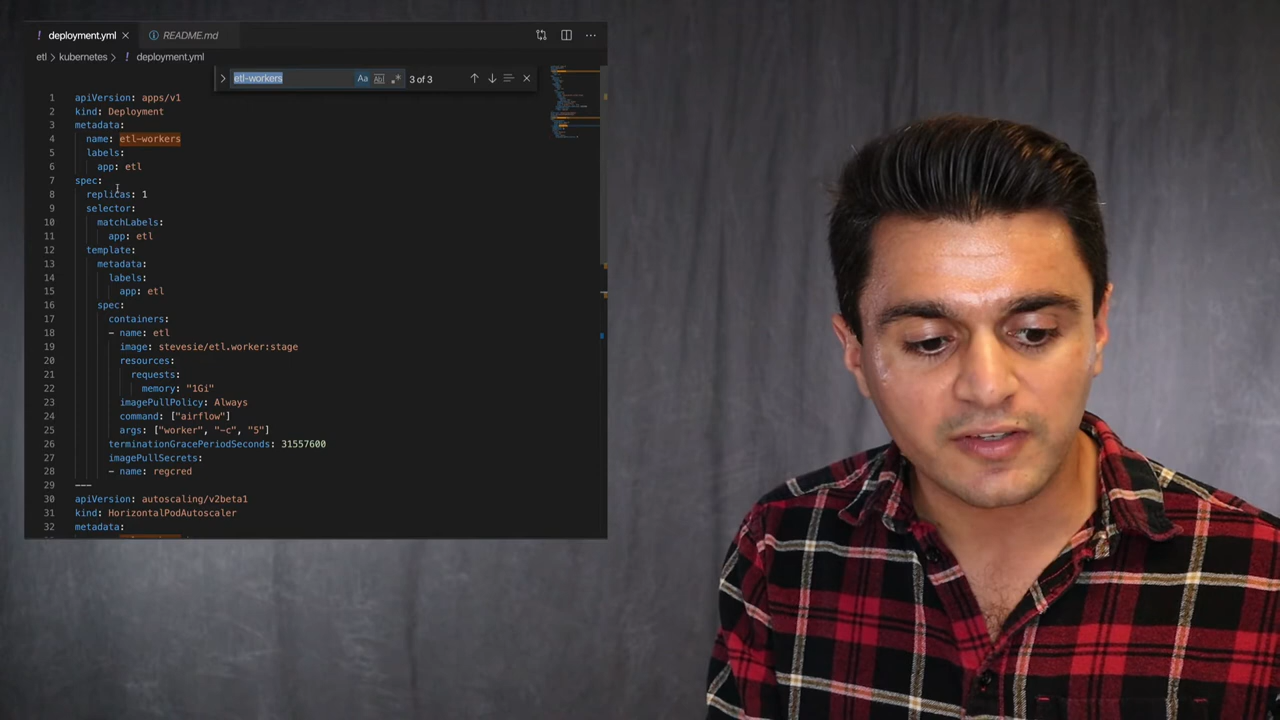 deployment.yml
README.md
etl > kubernetes > ! deployment.yml
etl-workers Aa Abl .* 3 of 3
1 apiVersion: apps/v1
2 kind: Deployment
3 metadata:
4 name: etl-workers
5 labels:
6 app: etl
7 spec:
8 replicas: 1
9 selector:
10 matchLabels:
11 app: etl
12 template:
13 metadata:
14 labels:
15 app: etl
16 spec:
17 containers:
18 - name: etl
19 image: stevesie/etl.worker:stage
20 resources:
21 requests:
22 memory: "1Gi"
23 imagePullPolicy: Always
24 command: ["airflow"]
25 args: ["worker", "-c", "5"]
26 terminationGracePeriodSeconds: 31557600
27 imagePullSecrets:
28 - name: regcred
29 ---
30 apiVersion: autoscaling/v2beta1
31 kind: HorizontalPodAutoscaler
32 metadata: